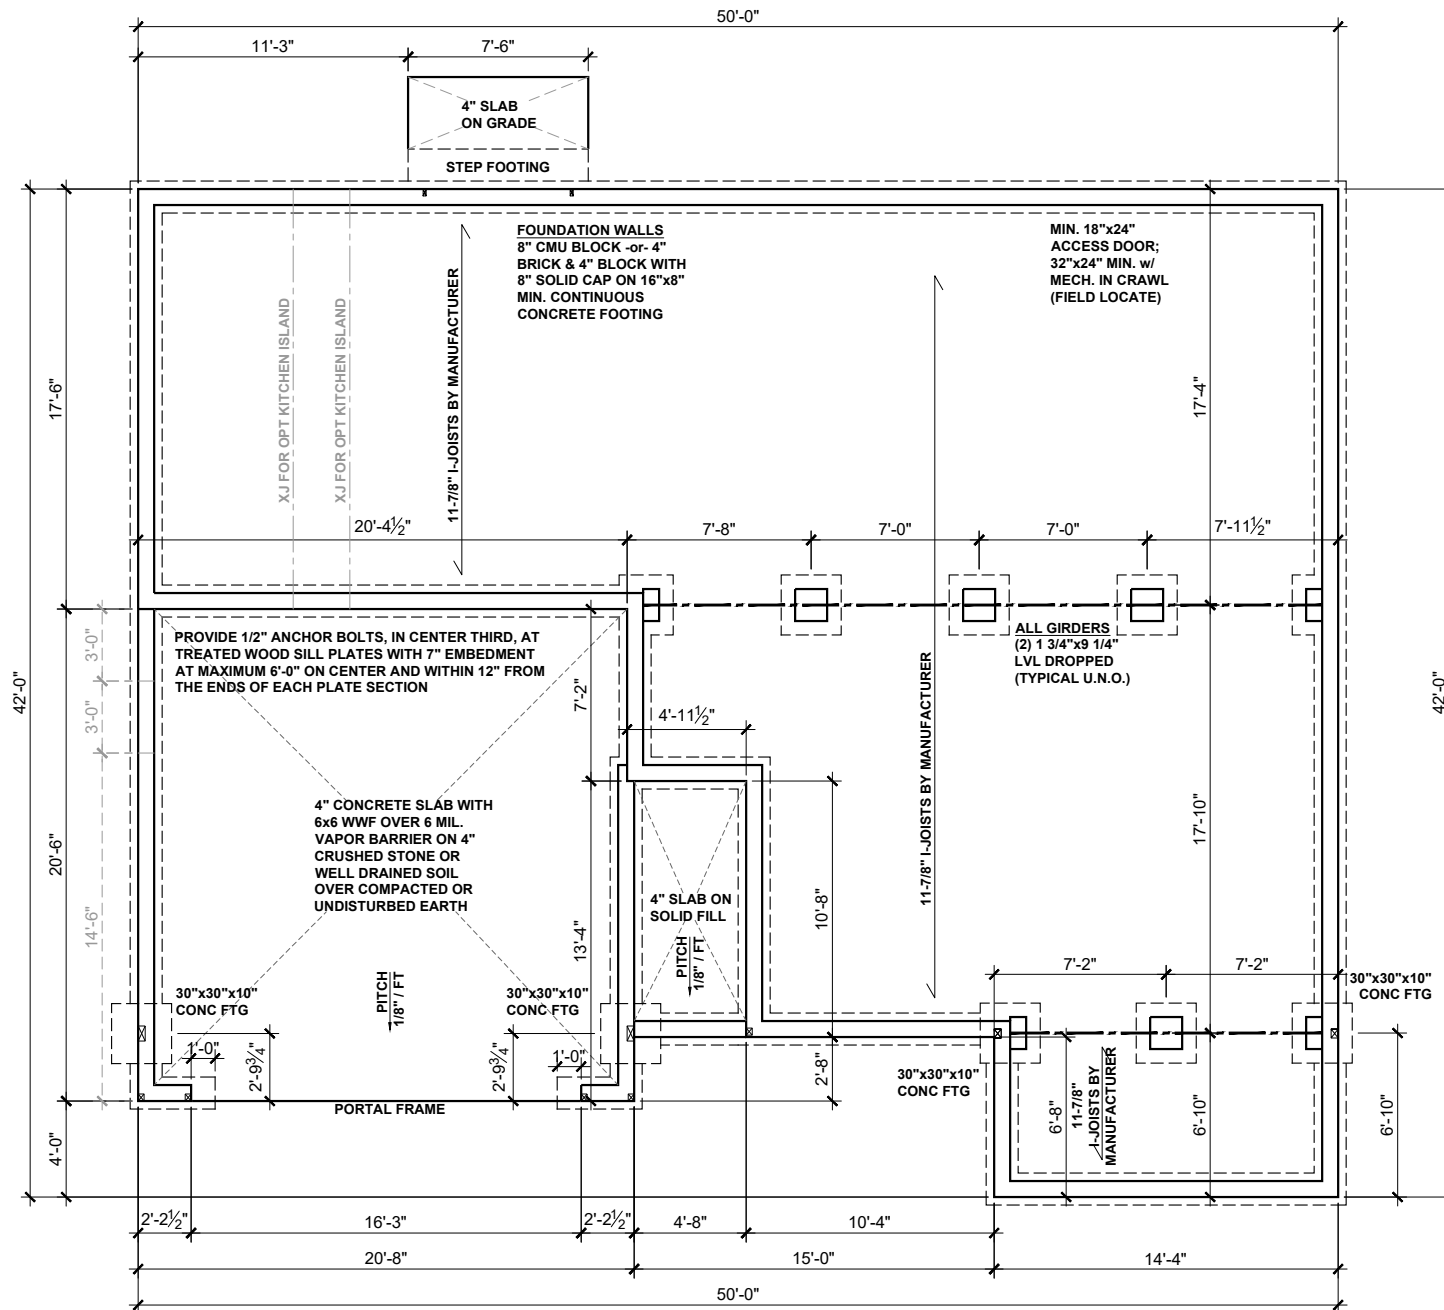 50'-0"
11'-3"
7'-6"
4" SLAB
ON GRADE
STEP FOOTING
FOUNDATION WALLS
8" CMU BLOCK -or- 4"
BRICK & 4" BLOCK WITH
8" SOLID CAP ON 16"x8"
MIN. CONTINUOUS
CONCRETE FOOTING
MIN. 18"x24"
ACCESS DOOR;
32"x24" MIN. w/
MECH. IN CRAWL
(FIELD LOCATE)
XJ FOR OPT KITCHEN ISLAND
XJ FOR OPT KITCHEN ISLAND
11-7/8" I-JOISTS BY MANUFACTURER
17'-6"
17'-4"
20'-4½"
7'-8"
7'-0"
7'-0"
7'-11½"
PROVIDE 1/2" ANCHOR BOLTS, IN CENTER THIRD, AT
TREATED WOOD SILL PLATES WITH 7" EMBEDMENT
AT MAXIMUM 6'-0" ON CENTER AND WITHIN 12" FROM
THE ENDS OF EACH PLATE SECTION
ALL GIRDERS
(2) 1 3/4"x9 1/4"
LVL DROPPED
(TYPICAL U.N.O.)
42'-0"
3'-0"
3'-0"
7'-2"
4'-11½"
11-7/8" I-JOISTS BY MANUFACTURER
42'-0"
4" CONCRETE SLAB WITH
6x6 WWF OVER 6 MIL.
VAPOR BARRIER ON 4"
CRUSHED STONE OR
WELL DRAINED SOIL
OVER COMPACTED OR
UNDISTURBED EARTH
20'-6"
14'-6"
13'-4"
4" SLAB ON
SOLID FILL
PITCH
1/8" / FT
10'-8"
17'-10"
7'-2"
7'-2"
30"x30"x10"
CONC FTG
PITCH
1/8" / FT
30"x30"x10"
CONC FTG
30"x30"x10"
CONC FTG
1'-0"
2'-9¾"
1'-0"
2'-9¾"
2'-8"
30"x30"x10"
CONC FTG
PORTAL FRAME
6'-8"
11-7/8"
I-JOISTS BY
MANUFACTURER
6'-10"
6'-10"
4'-0"
2'-2½"
16'-3"
2'-2½"
4'-8"
10'-4"
20'-8"
15'-0"
14'-4"
50'-0"